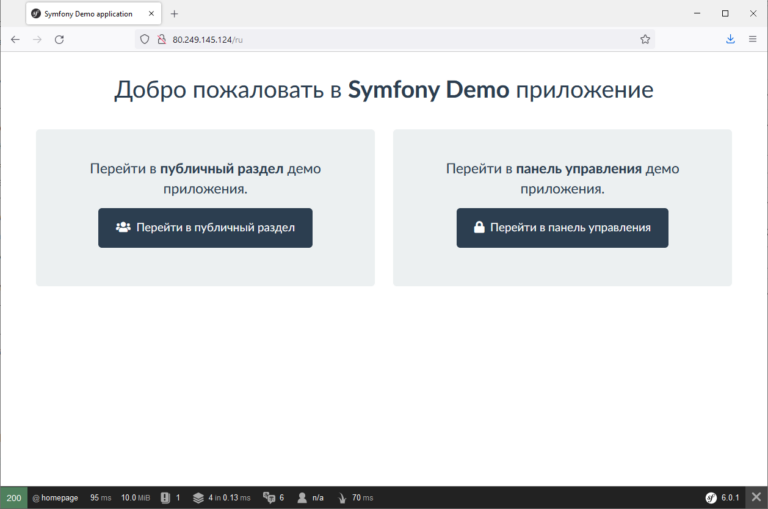 Symfony Demo application
80.249.145.124/ru
Добро пожаловать в Symfony Demo приложение
Перейти в публичный раздел демо
приложения.
Перейти в публичный раздел
Перейти в панель управления демо
приложения.
Перейти в панель управления
200 @ homepage 95 ms 10.0 MiB 1 4 in 0.13 ms 6 n/a 70 ms sf 6.0.1